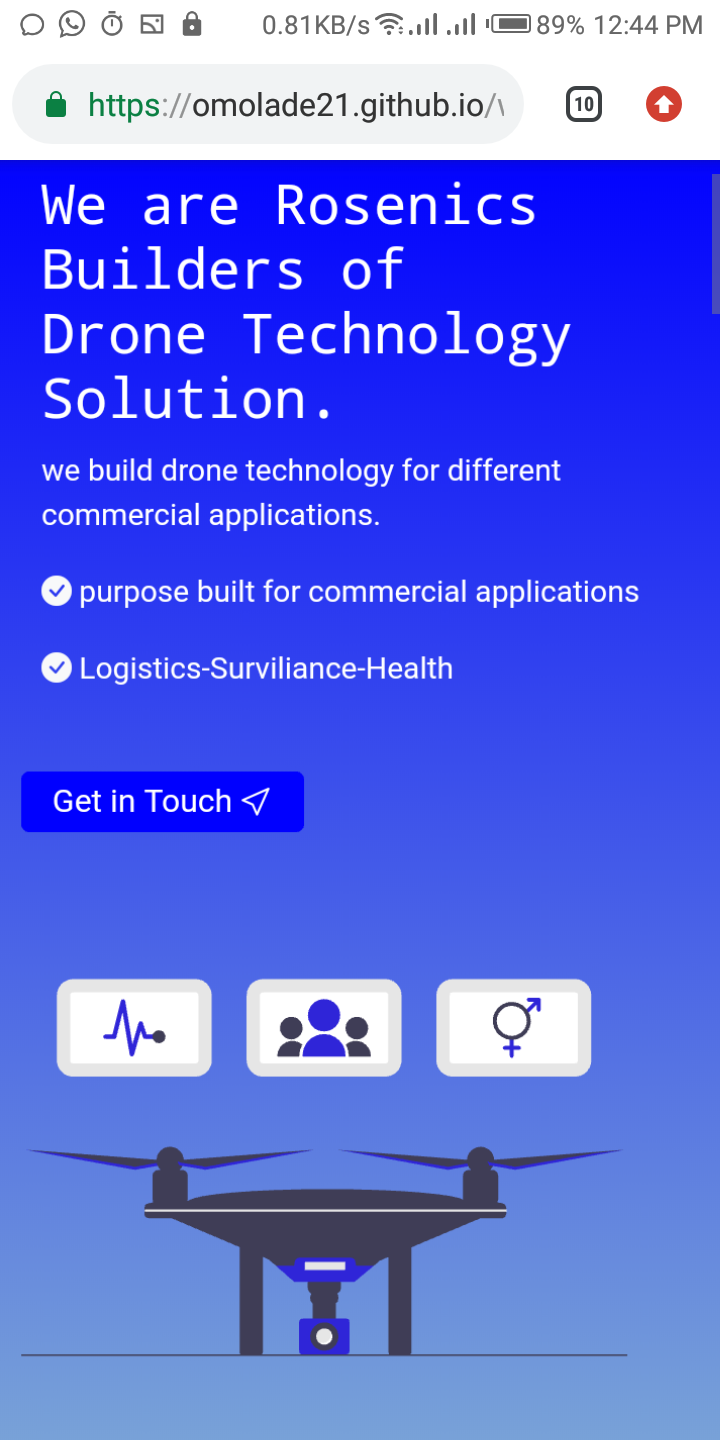 0.81KB/s 89% 12:44 PM
https://omolade21.github.io/
10
We are Rosenics
Builders of
Drone Technology
Solution.
we build drone technology for different
commercial applications.
purpose built for commercial applications
Logistics-Surviliance-Health
Get in Touch